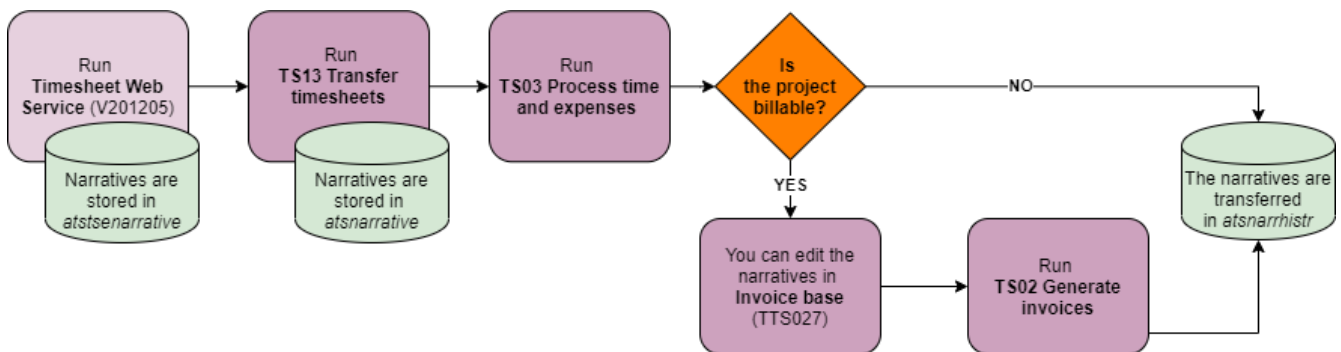 Run
Timesheet Web
Service (V201205)
Narratives are
stored in
atstsenarrative
Run
TS13 Transfer
timesheets
Narratives are
stored in
atsnarrative
Run
TS03 Process time
and expenses
Is
the project
billable?
NO
YES
The narratives are
transferred
in atsnarrhistr
You can edit the
narratives in
Invoice base
(TTS027)
Run
TS02 Generate
invoices